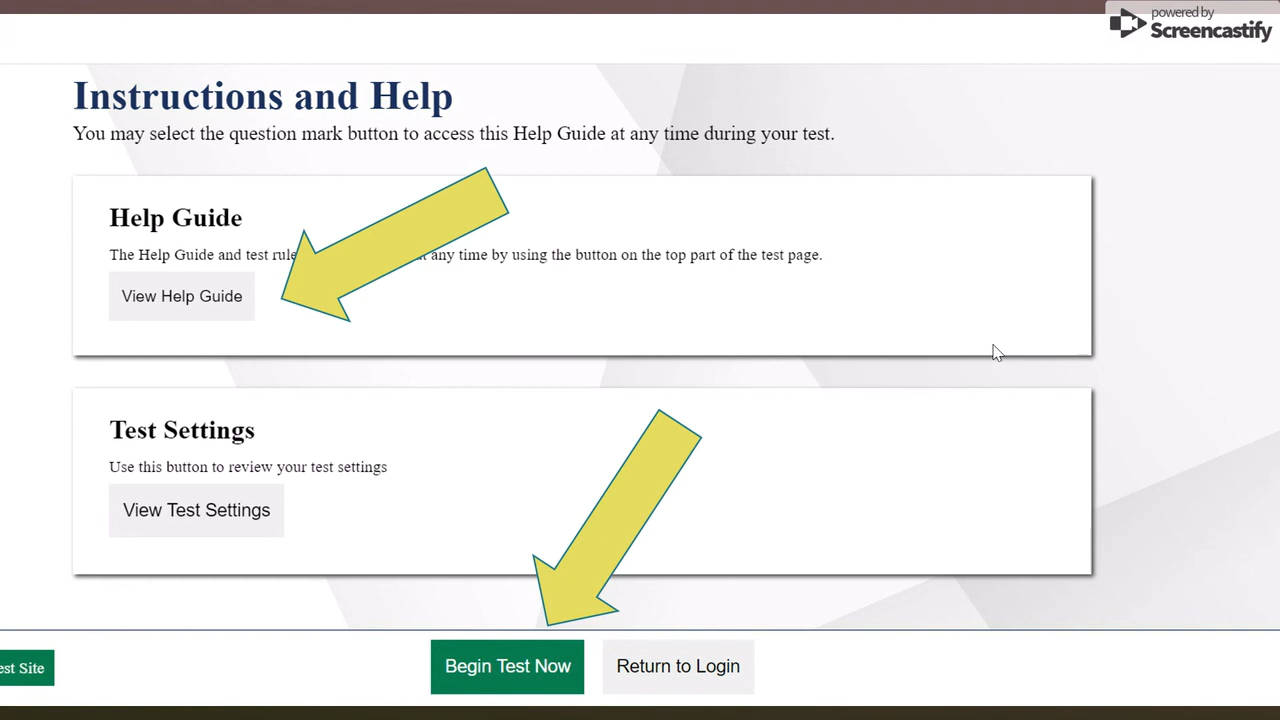 powered by
Screencastify
Instructions and Help
You may select the question mark button to access this Help Guide at any time during your test.
Help Guide
The Help Guide and test any time by using the button on the top part of the test page.
View Help Guide
Test Settings
Use this button to review your test settings
View Test Settings
Site
Begin Test Now
Return to Login